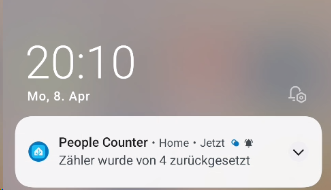 20:10
Mo, 8. Apr
People Counter • Home • Jetzt
Zähler wurde von 4 zurückgesetzt